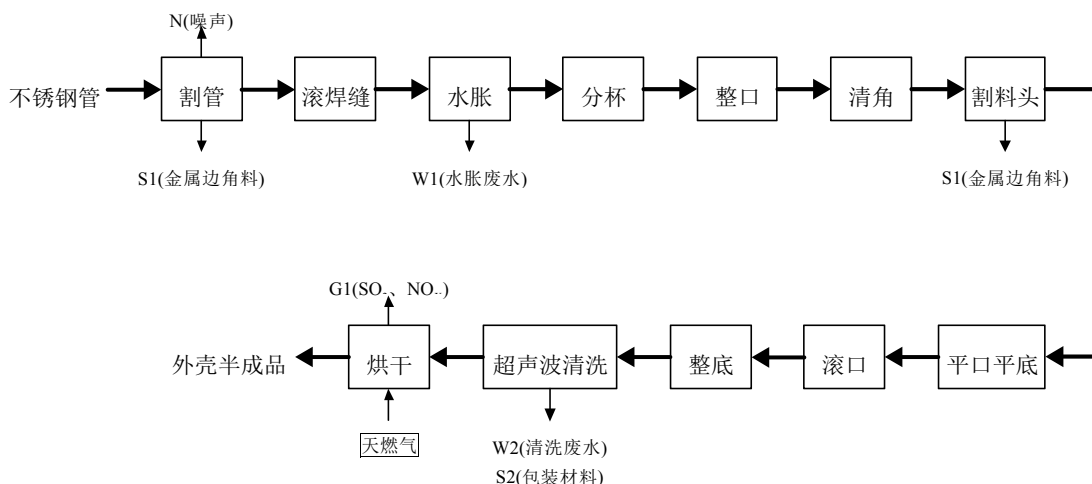 N(噪声)
不锈钢管
割管
滚焊缝
水胀
分杯
整口
清角
割料头
S1(金属边角料)
W1(水胀废水)
S1(金属边角料)
G1(SO、NO)
外壳半成品
烘干
超声波清洗
整底
滚口
平口平底
天燃气
W2(清洗废水)
S2(包装材料)